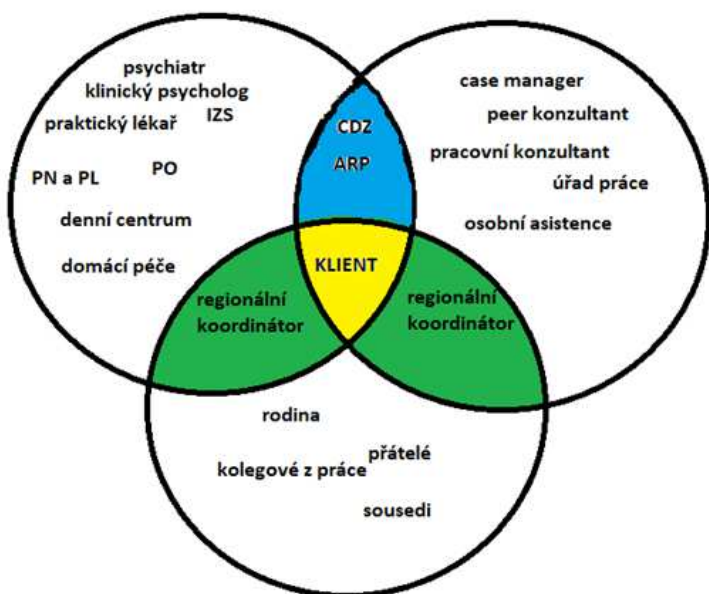 psychiatr
klinický psycholog
IZS
praktický lékař
PO
PN a PL
denní centrum
domácí péče
CDZ
ARP
case manager
peer konzultant
pracovní konzultant
úřad práce
osobní asistence
KLIENT
regionální
koordinátor
regionální
koordinátor
rodina
přátelé
kolegové z práce
sousedi